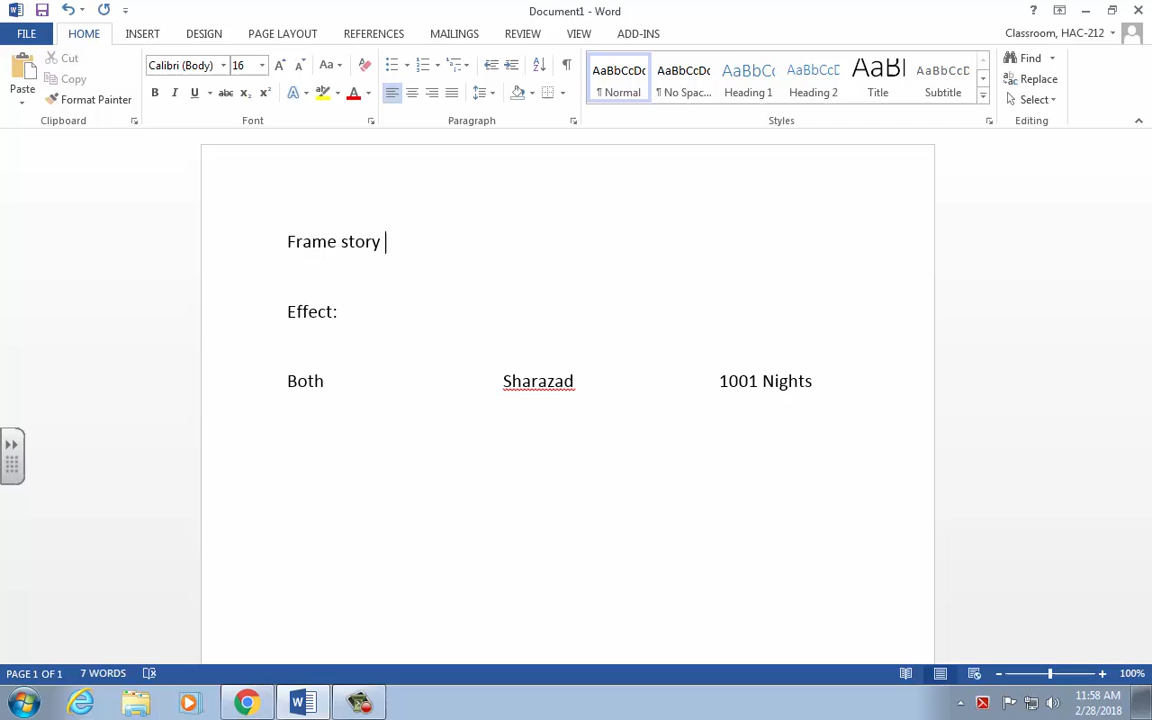 Document1 - Word
FILE HOME INSERT DESIGN PAGE LAYOUT REFERENCES MAILINGS REVIEW VIEW ADD-INS Classroom, HAC-212
Cut
Copy
Format Painter
Paste
Clipboard
Calibri (Body) 16
Font
Paragraph
AaBbCcDc AaBbCcDc AaBbCc AaBbCcD AaBl AaBbCcD
¶ Normal ¶ No Spac... Heading 1 Heading 2 Title Subtitle
Styles
Find
Replace
Select
Editing
Frame story
Effect:
Both Sharazad 1001 Nights
PAGE 1 OF 1 7 WORDS 100%
11:58 AM
2/28/2018